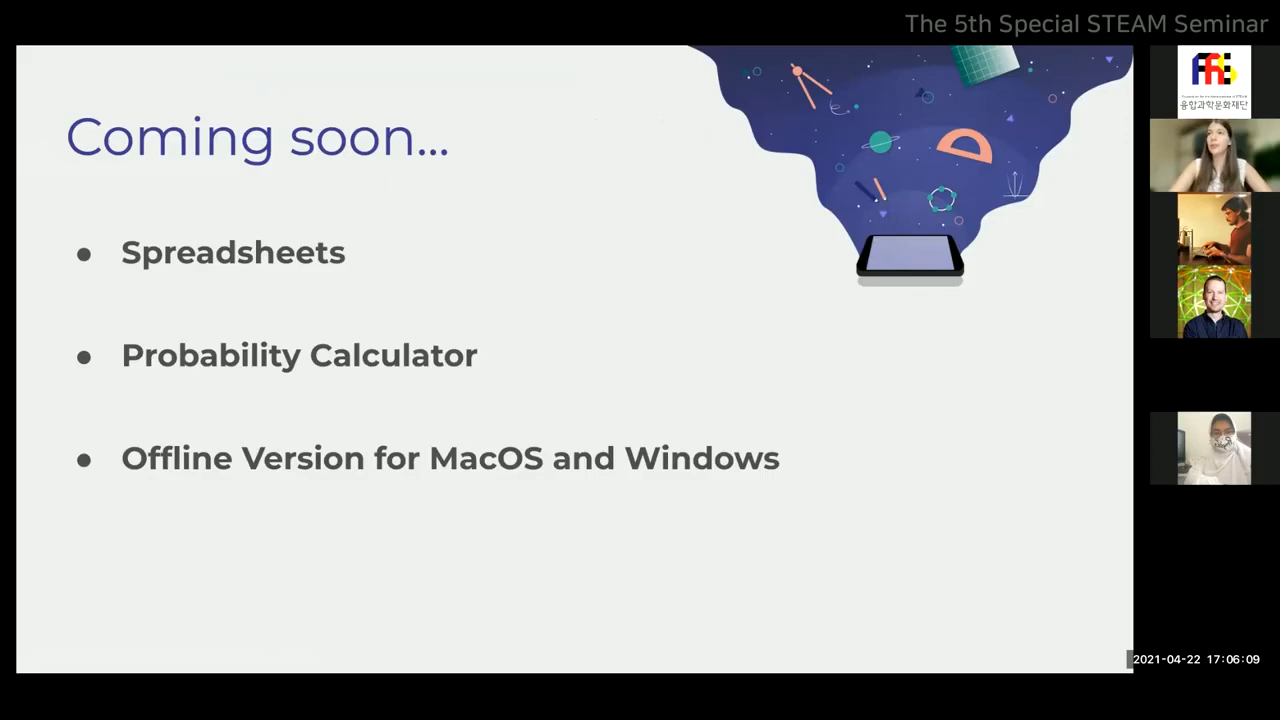 The 5th Special STEAM Seminar
Coming soon...
● Spreadsheets
● Probability Calculator
● Offline Version for MacOS and Windows
융합과학문화재단
2021-04-22 17:06:09